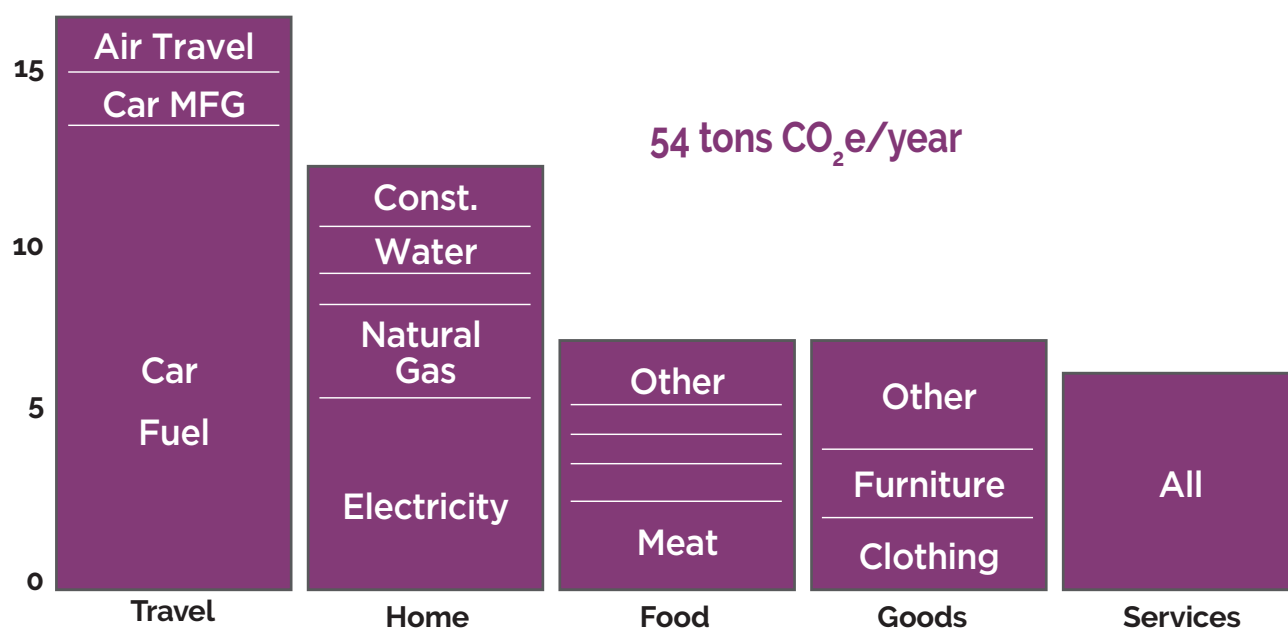 54 tons CO₂e/year
15
10
5
0
Air Travel
Car MFG
Car
Fuel
Const.
Water
Natural
Gas
Electricity
Other
Meat
Other
Furniture
Clothing
All
Travel
Home
Food
Goods
Services